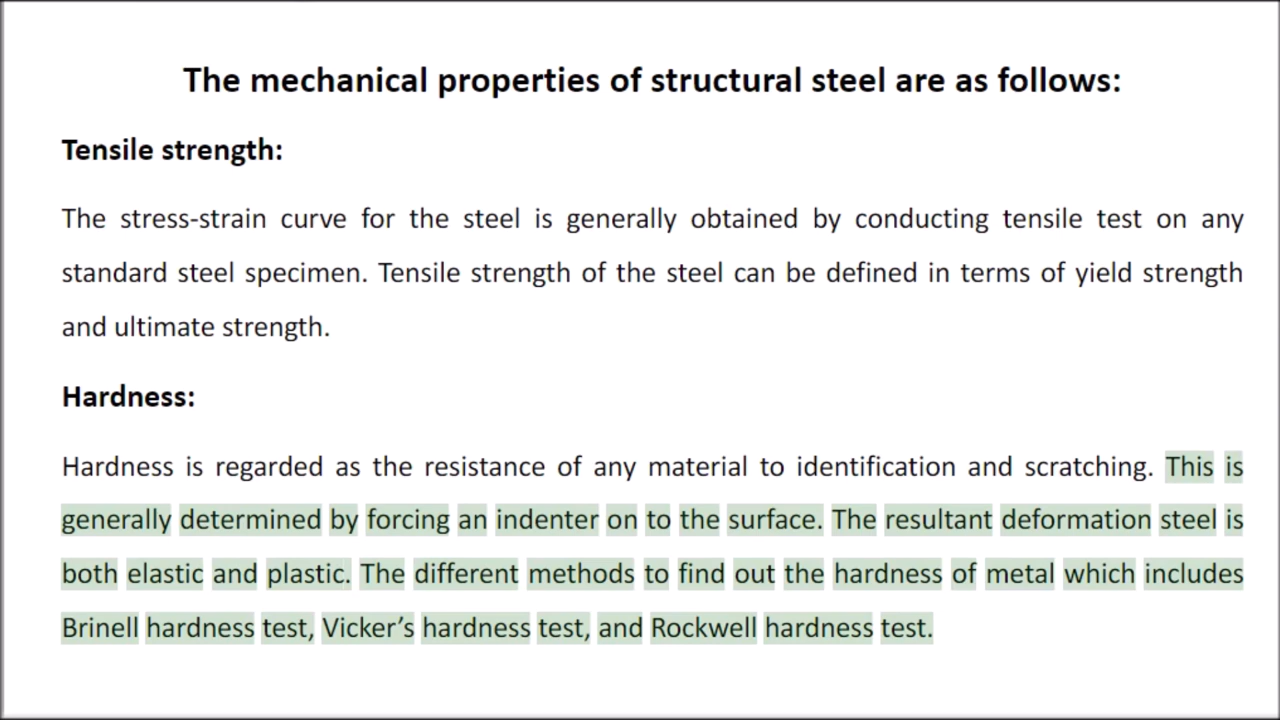 The mechanical properties of structural steel are as follows:
Tensile strength:
The stress-strain curve for the steel is generally obtained by conducting tensile test on any
standard steel specimen. Tensile strength of the steel can be defined in terms of yield strength
and ultimate strength.
Hardness:
Hardness is regarded as the resistance of any material to identification and scratching. This is
generally determined by forcing an indenter on to the surface. The resultant deformation steel is
both elastic and plastic. The different methods to find out the hardness of metal which includes
Brinell hardness test, Vicker’s hardness test, and Rockwell hardness test.